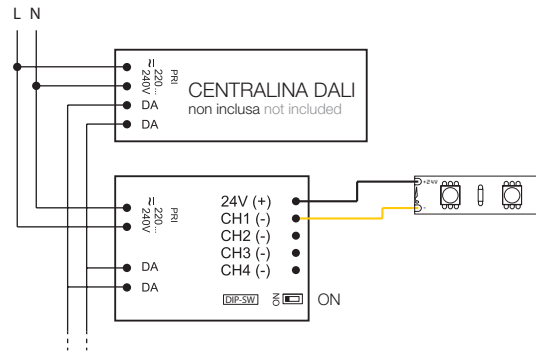 L N
≂ 220... 240V
PRI
DA
DA
CENTRALINA DALI
non inclusa not included
≂ 220... 240V
PRI
DA
DA
24V (+)
CH1 (-)
CH2 (-)
CH3 (-)
CH4 (-)
DIP-SW
ON
ON
+24V
-